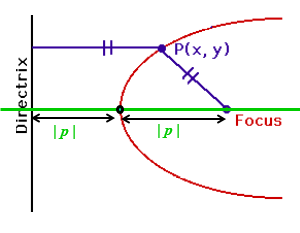 P(x, y)
Directrix
Focus
|p|
|p|